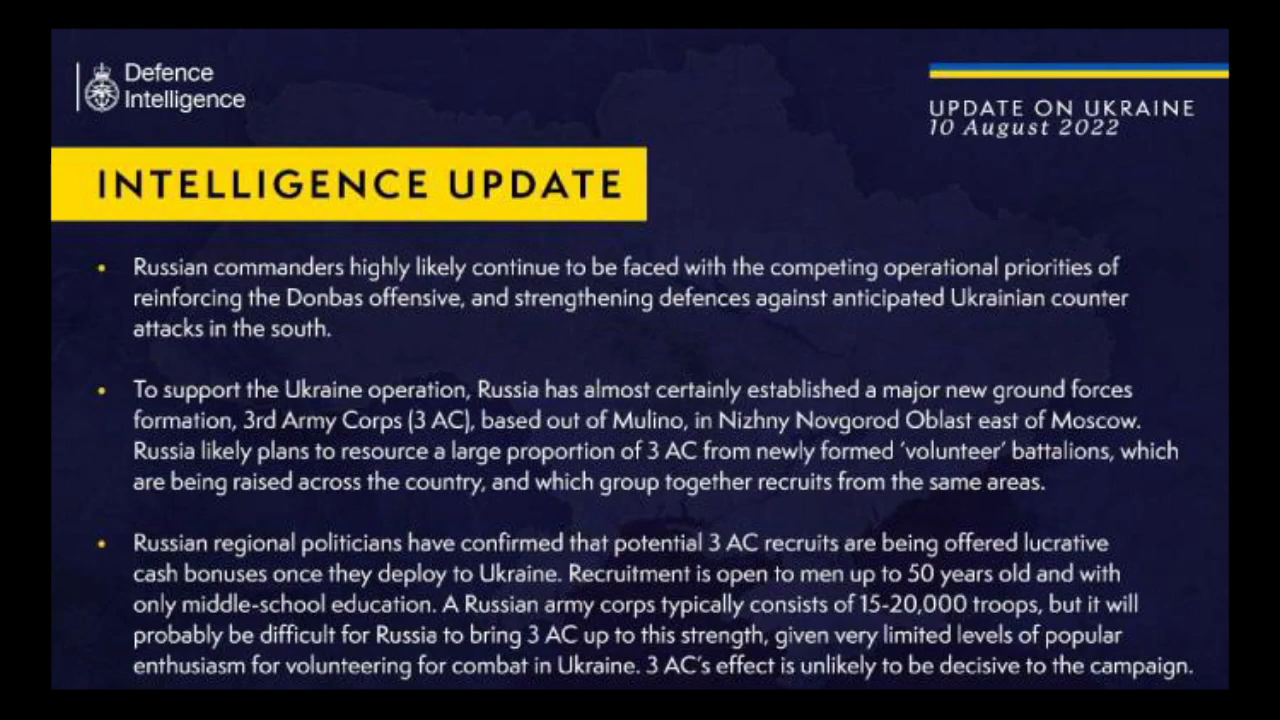 Defence
Intelligence
UPDATE ON UKRAINE
10 August 2022
INTELLIGENCE UPDATE
• Russian commanders highly likely continue to be faced with the competing operational priorities of
reinforcing the Donbas offensive, and strengthening defences against anticipated Ukrainian counter
attacks in the south.
• To support the Ukraine operation, Russia has almost certainly established a major new ground forces
formation, 3rd Army Corps (3 AC), based out of Mulino, in Nizhny Novgorod Oblast east of Moscow.
Russia likely plans to resource a large proportion of 3 AC from newly formed ‘volunteer’ battalions, which
are being raised across the country, and which group together recruits from the same areas.
• Russian regional politicians have confirmed that potential 3 AC recruits are being offered lucrative
cash bonuses once they deploy to Ukraine. Recruitment is open to men up to 50 years old and with
only middle-school education. A Russian army corps typically consists of 15-20,000 troops, but it will
probably be difficult for Russia to bring 3 AC up to this strength, given very limited levels of popular
enthusiasm for volunteering for combat in Ukraine. 3 AC’s effect is unlikely to be decisive to the campaign.